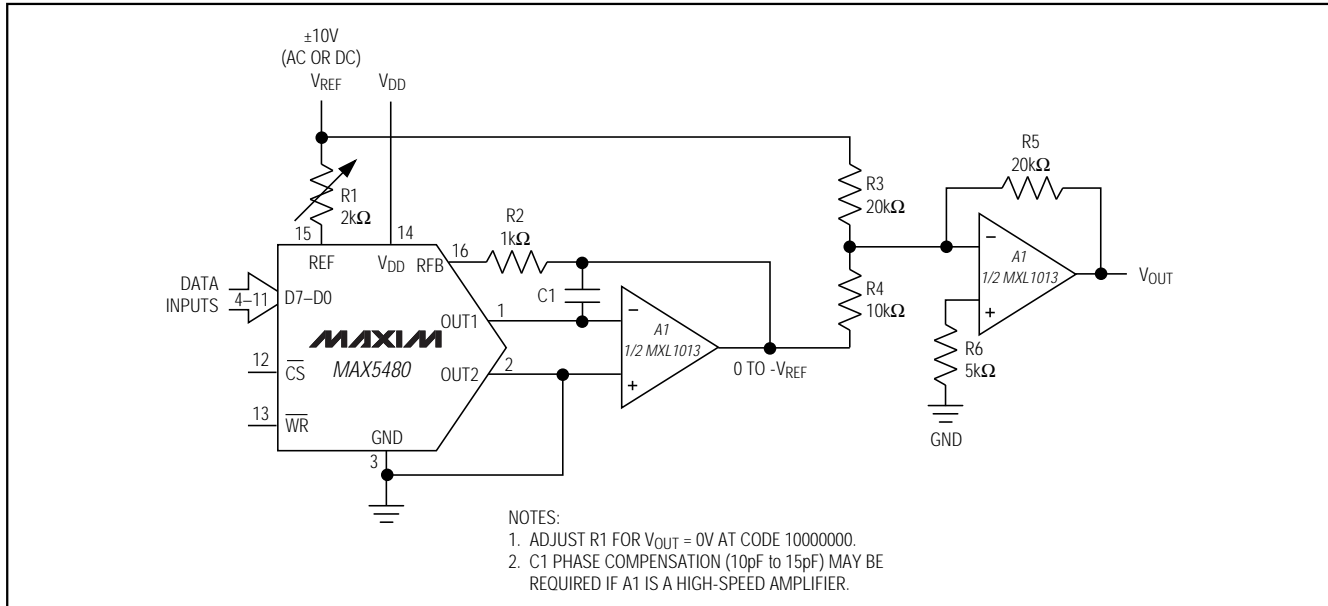 ±10V
(AC OR DC)
VREF
VDD
R1
2kΩ
15
14
REF
VDD
16
RFB
R2
1kΩ
DATA
INPUTS
4–11
D7–D0
C1
OUT1
1
MAXIM
MAX5480
12
CS
OUT2
2
13
WR
GND
3
−
A1
1/2 MXL1013
+
0 TO -VREF
R3
20kΩ
R4
10kΩ
R5
20kΩ
−
A1
1/2 MXL1013
+
VOUT
R6
5kΩ
GND
NOTES:
1. ADJUST R1 FOR VOUT = 0V AT CODE 10000000.
2. C1 PHASE COMPENSATION (10pF to 15pF) MAY BE
REQUIRED IF A1 IS A HIGH-SPEED AMPLIFIER.